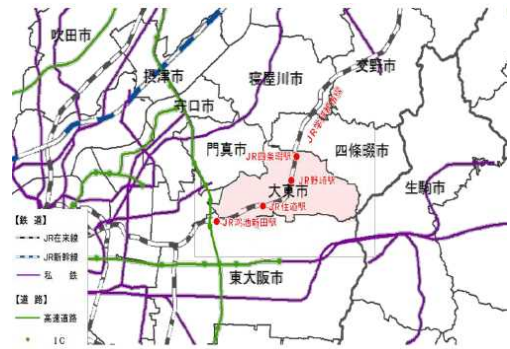 吹田市
摂津市
守口市
寝屋川市
交野市
JR学研都市線
門真市
JR四条畷駅
四條畷市
JR野崎駅
大東市
生駒市
JR住道駅
JR鴻池新田駅
東大阪市
【鉄 道】
JR在来線
JR新幹線
私 鉄
【道 路】
高速道路
IC